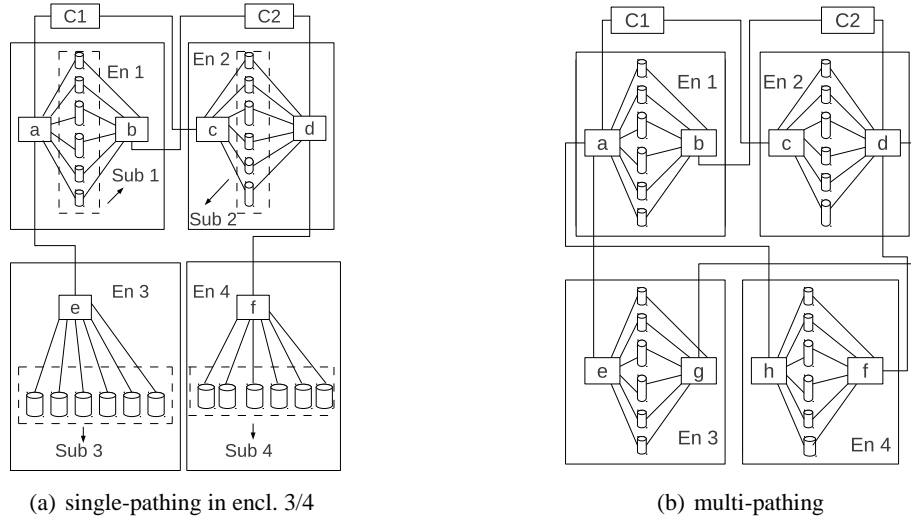 C1
C2
En 1
En 2
a
b
c
d
Sub 1
Sub 2
En 3
En 4
e
f
Sub 3
Sub 4
(a) single-pathing in encl. 3/4
C1
C2
En 1
En 2
a
b
c
d
e
g
h
f
En 3
En 4
(b) multi-pathing